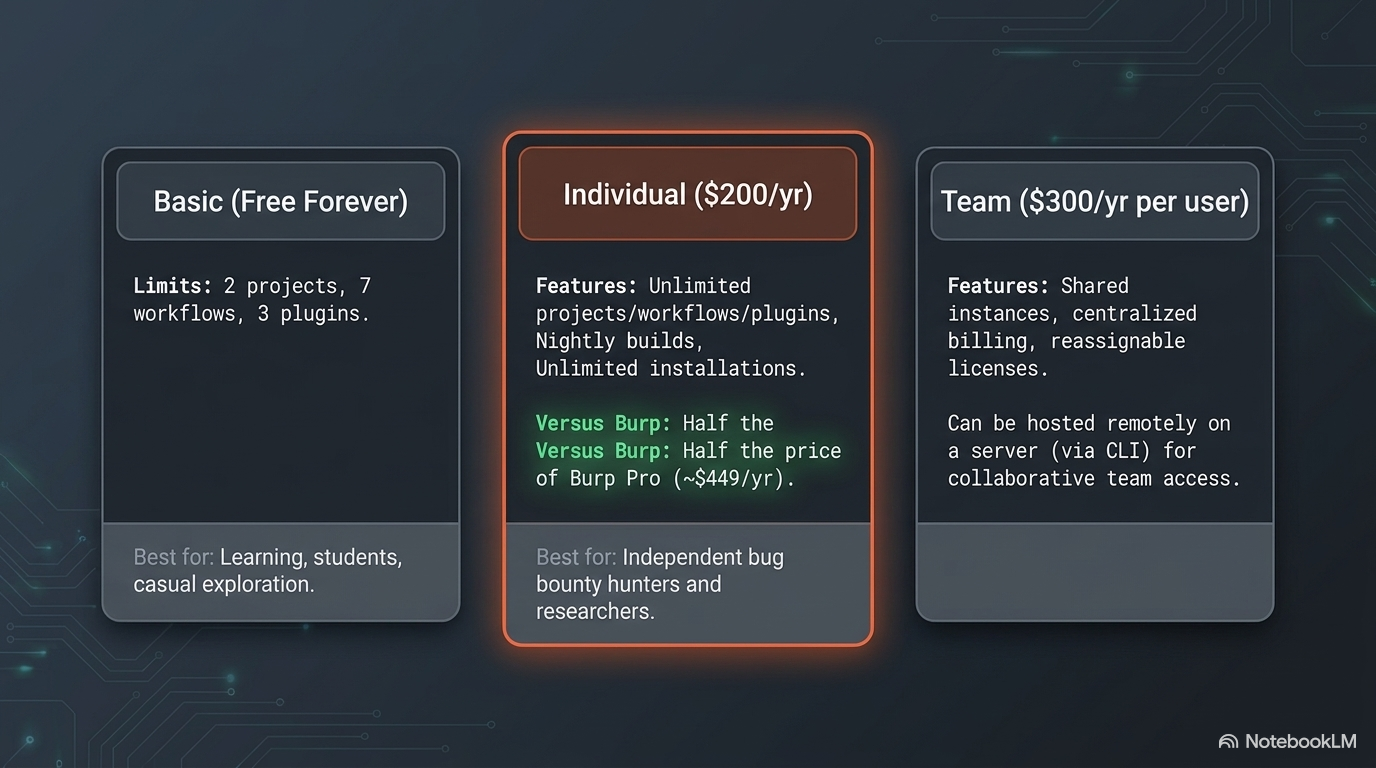 Basic (Free Forever)
Limits: 2 projects, 7
workflows, 3 plugins.
Best for: Learning, students,
casual exploration.
Individual ($200/yr)
Features: Unlimited
projects/workflows/plugins,
Nightly builds,
Unlimited installations.
Versus Burp: Half the
Versus Burp: Half the price
of Burp Pro (~$449/yr).
Best for: Independent bug
bounty hunters and
researchers.
Team ($300/yr per user)
Features: Shared
instances, centralized
billing, reassignable
licenses.
Can be hosted remotely on
a server (via CLI) for
collaborative team access.
NotebookLM